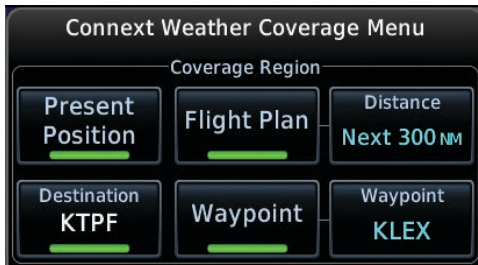 Connext Weather Coverage Menu
Coverage Region
Present
Position
Flight Plan
Distance
Next 300 NM
Destination
KTPF
Waypoint
Waypoint
KLEX